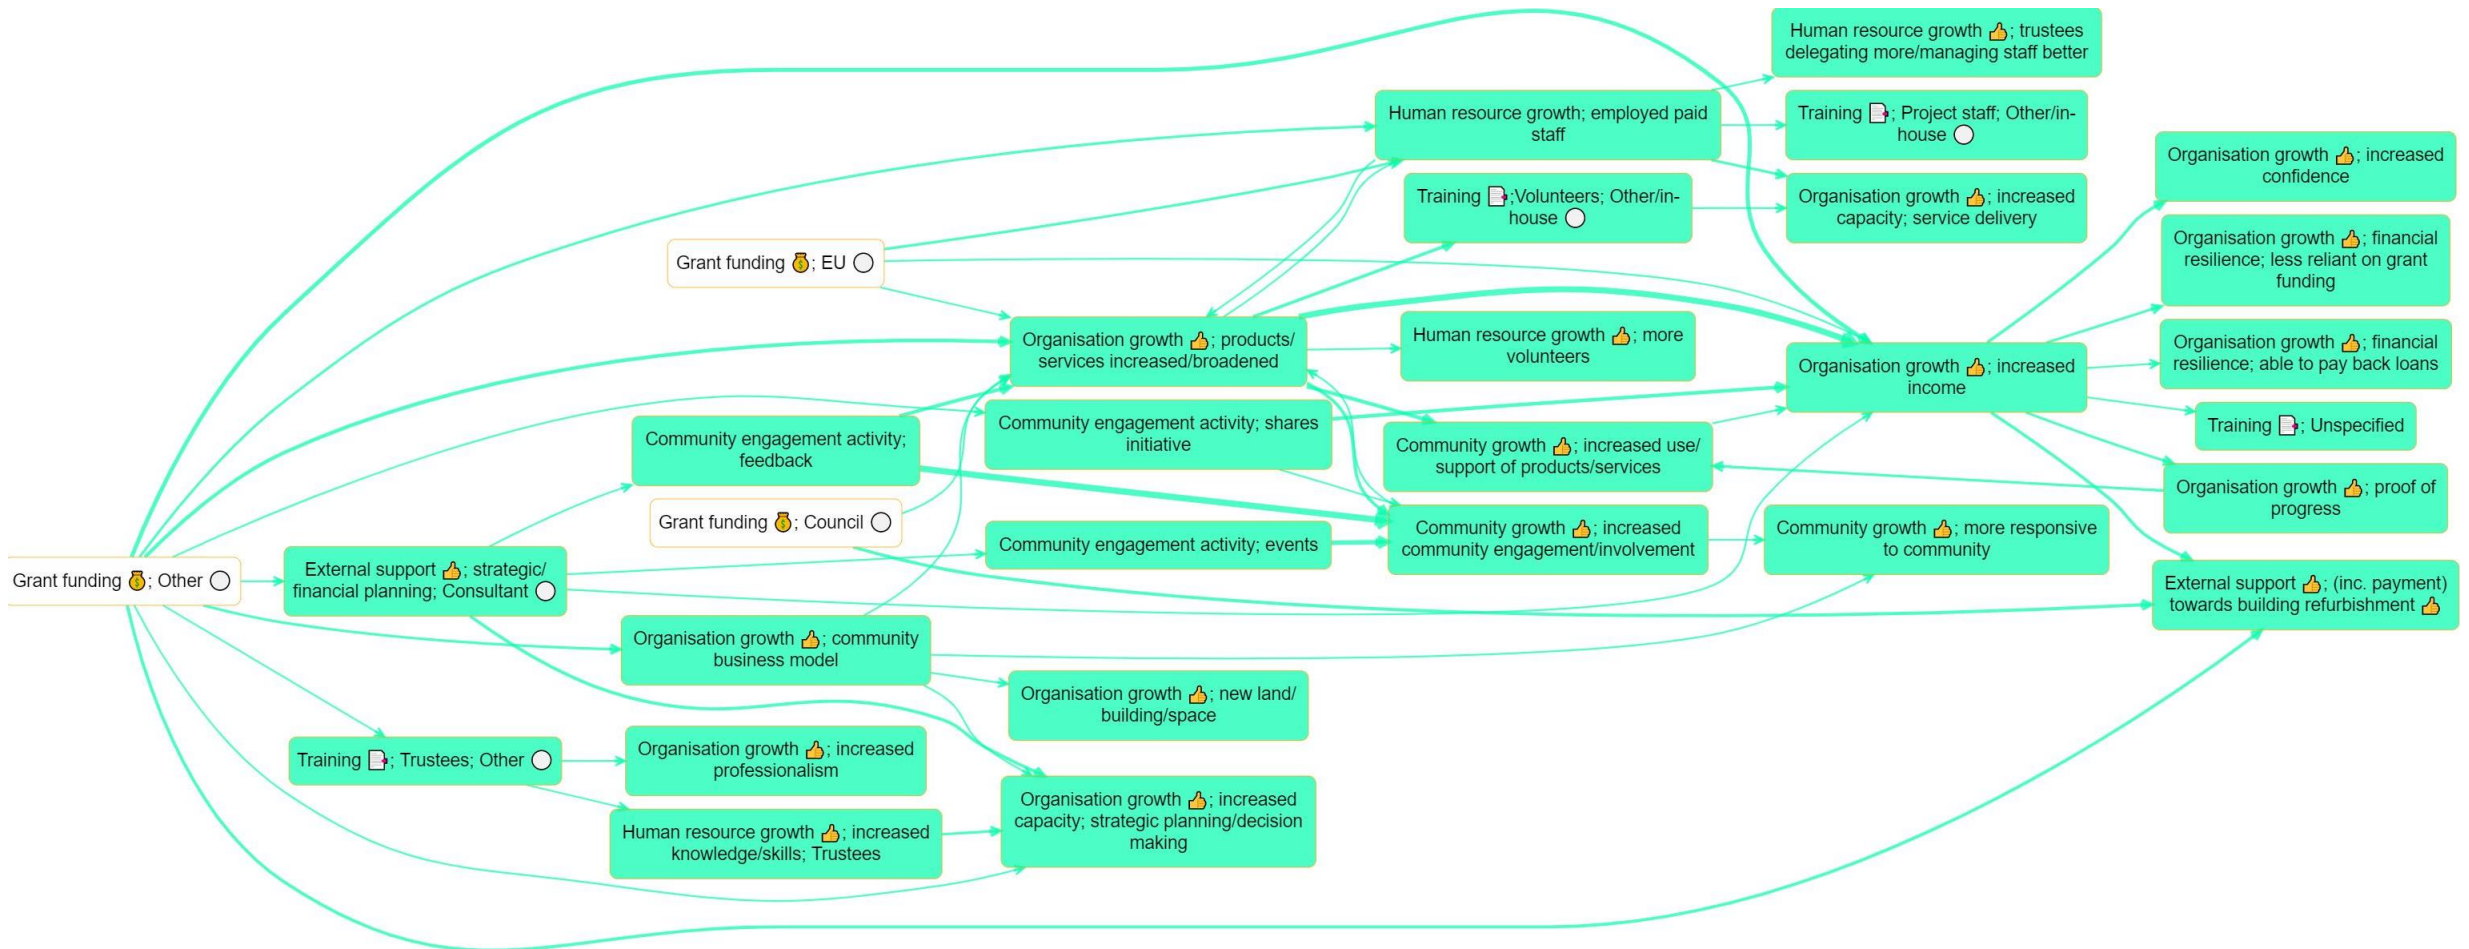 Human resource growth 👍; trustees
delegating more/managing staff better
Human resource growth; employed paid
staff
Training 📑; Project staff; Other/in-
house ⚪
Organisation growth 👍; increased
confidence
Training 📑;Volunteers; Other/in-
house ⚪
Organisation growth 👍; increased
capacity; service delivery
Grant funding 💰; EU ⚪
Organisation growth 👍; financial
resilience; less reliant on grant
funding
Organisation growth 👍; products/
services increased/broadened
Human resource growth 👍; more
volunteers
Organisation growth 👍; increased
income
Organisation growth 👍; financial
resilience; able to pay back loans
Community engagement activity;
feedback
Community engagement activity; shares
initiative
Community growth 👍; increased use/
support of products/services
Training 📑; Unspecified
Grant funding 💰; Council ⚪
Organisation growth 👍; proof of
progress
Community engagement activity; events
Community growth 👍; increased
community engagement/involvement
Community growth 👍; more responsive
to community
Grant funding 💰; Other ⚪
External support 👍; strategic/
financial planning; Consultant ⚪
External support 👍; (inc. payment)
towards building refurbishment 👍
Organisation growth 👍; community
business model
Organisation growth 👍; new land/
building/space
Training 📑; Trustees; Other ⚪
Organisation growth 👍; increased
professionalism
Human resource growth 👍; increased
knowledge/skills; Trustees
Organisation growth 👍; increased
capacity; strategic planning/decision
making